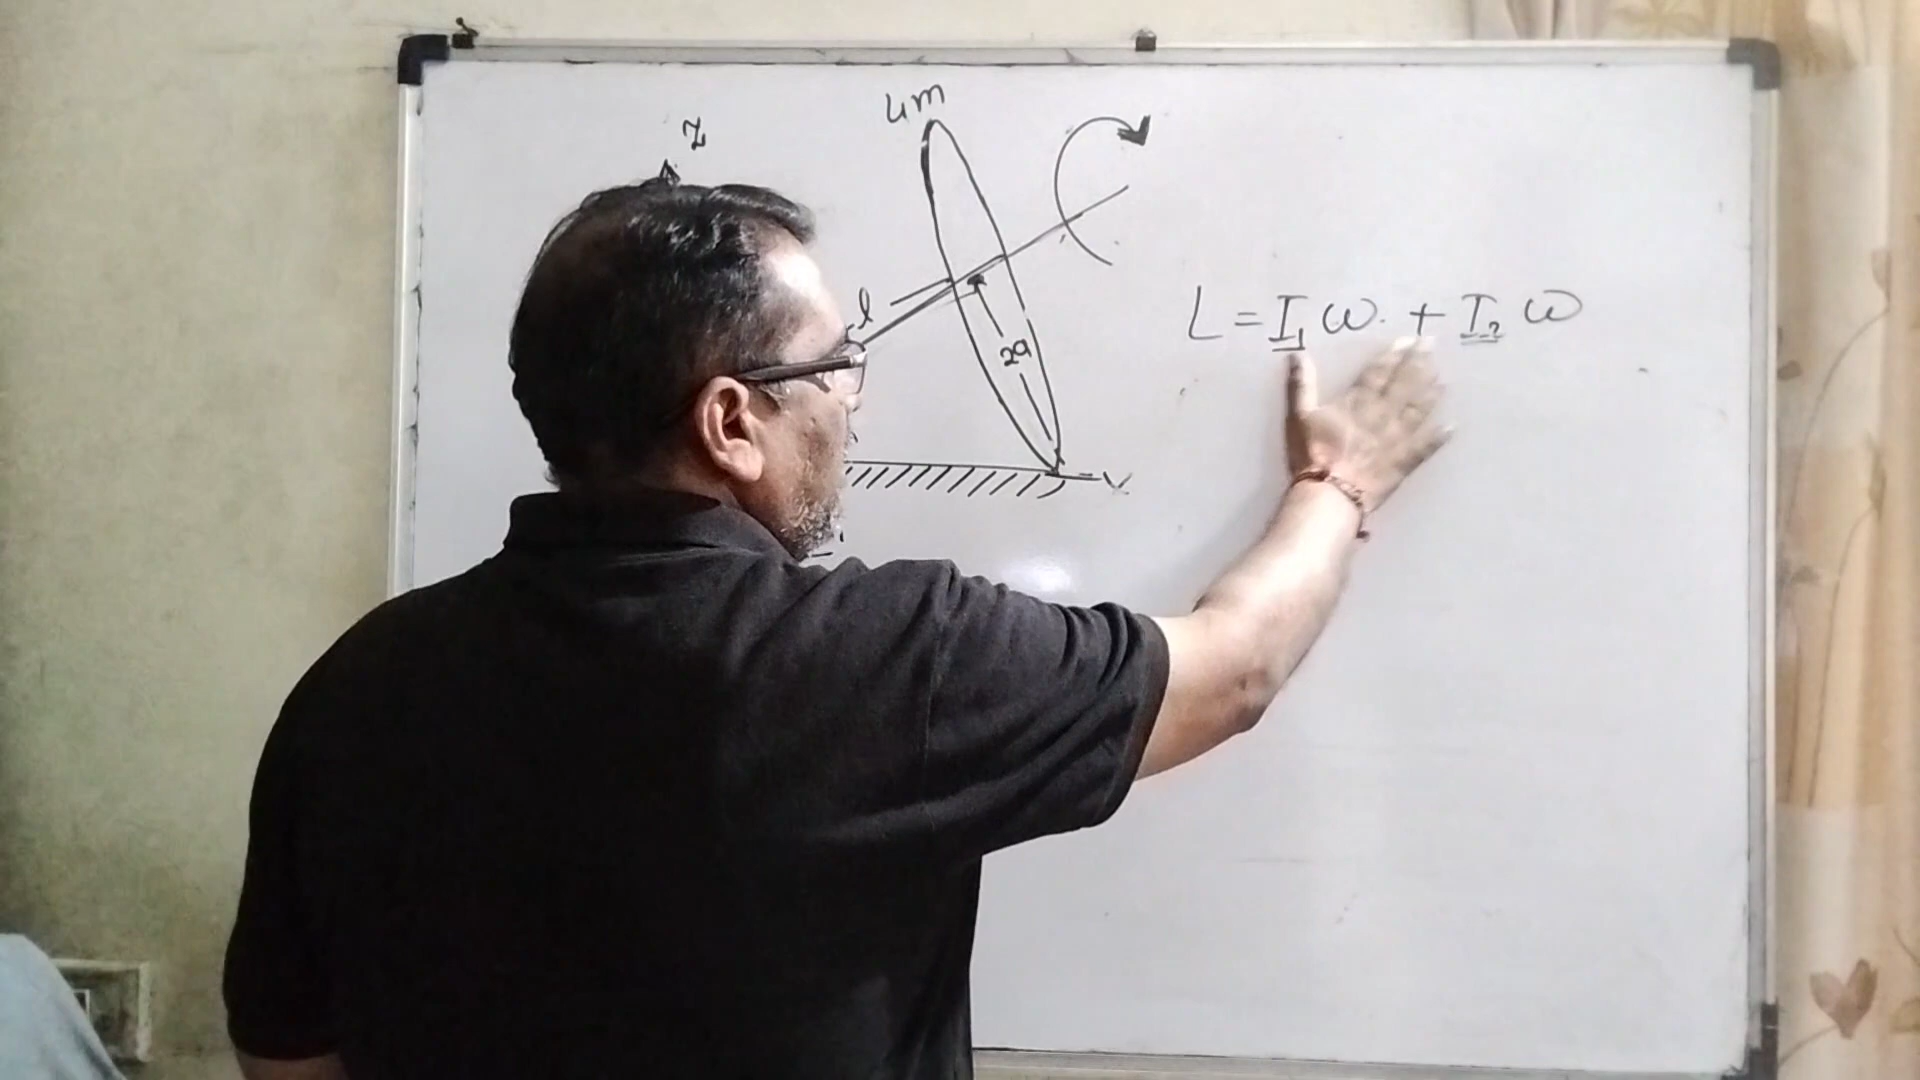 4m
z
l
2a
L = I₁ ω + I₂ ω